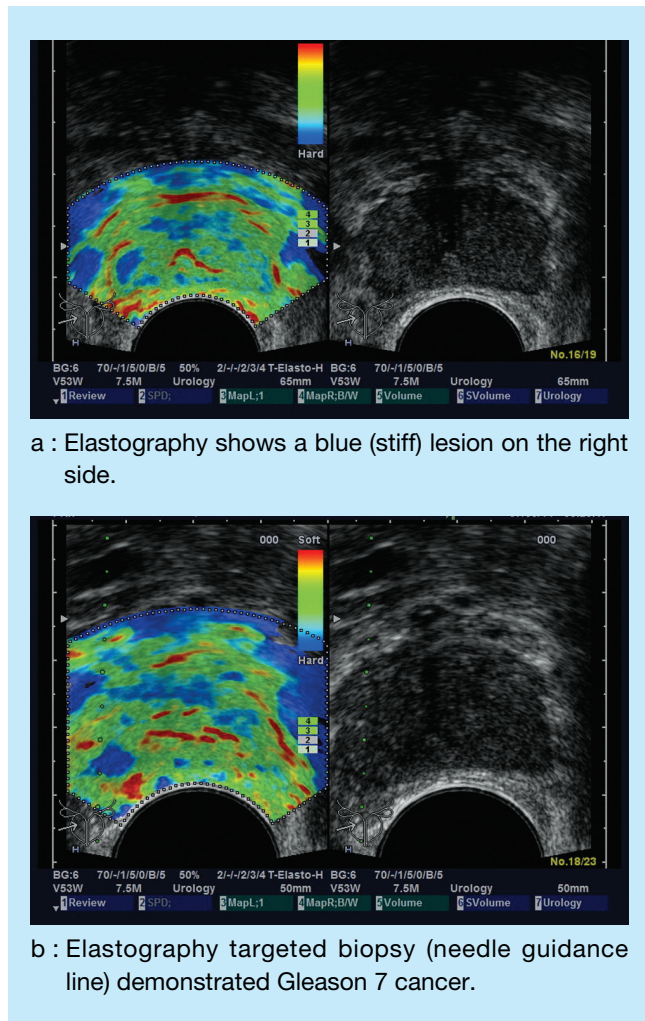 Hard
4
3
2
1
H
H
No.16/19
BG:6 70/-/1/5/0/B/5 50% 2/-/-/2/3/4 T-Elasto-H BG:6 70/-/1/5/0/B/5
V53W 7.5M Urology 65mm V53W 7.5M Urology 65mm
1 Review 2 SPD; 3 MapL;1 4 MapR;B/W 5 Volume 6 SVolume 7 Urology
a : Elastography shows a blue (stiff) lesion on the right
side.
000 Soft 000
Hard
4
3
2
1
H
H
No.18/23
BG:6 70/-/1/5/0/B/5 50% 2/-/-/2/3/4 T-Elasto-H BG:6 70/-/1/5/0/B/5
V53W 7.5M Urology 50mm V53W 7.5M Urology 50mm
1 Review 2 SPD; 3 MapL;1 4 MapR;B/W 5 Volume 6 SVolume 7 Urology
b : Elastography targeted biopsy (needle guidance
line) demonstrated Gleason 7 cancer.